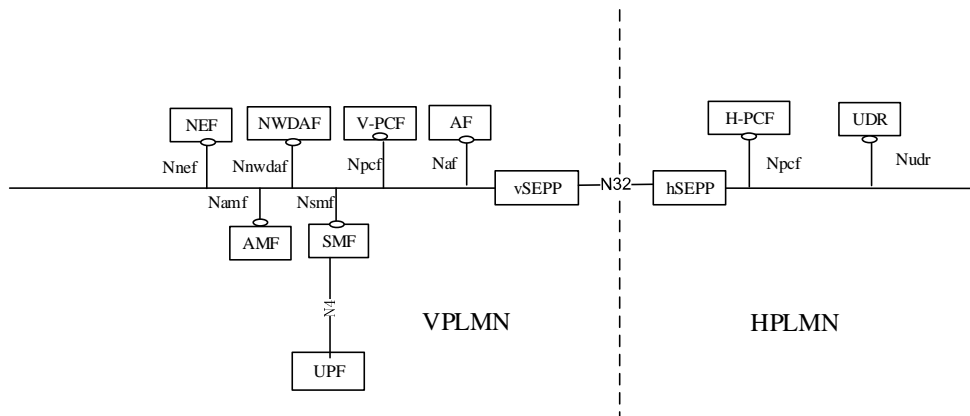 NEF
NWDAF
V-PCF
AF
H-PCF
UDR
Nnef
Nnwdaf
Npcf
Naf
Npcf
Nudr
vSEPP
N32
hSEPP
Namf
Nsmf
AMF
SMF
N4
VPLMN
HPLMN
UPF